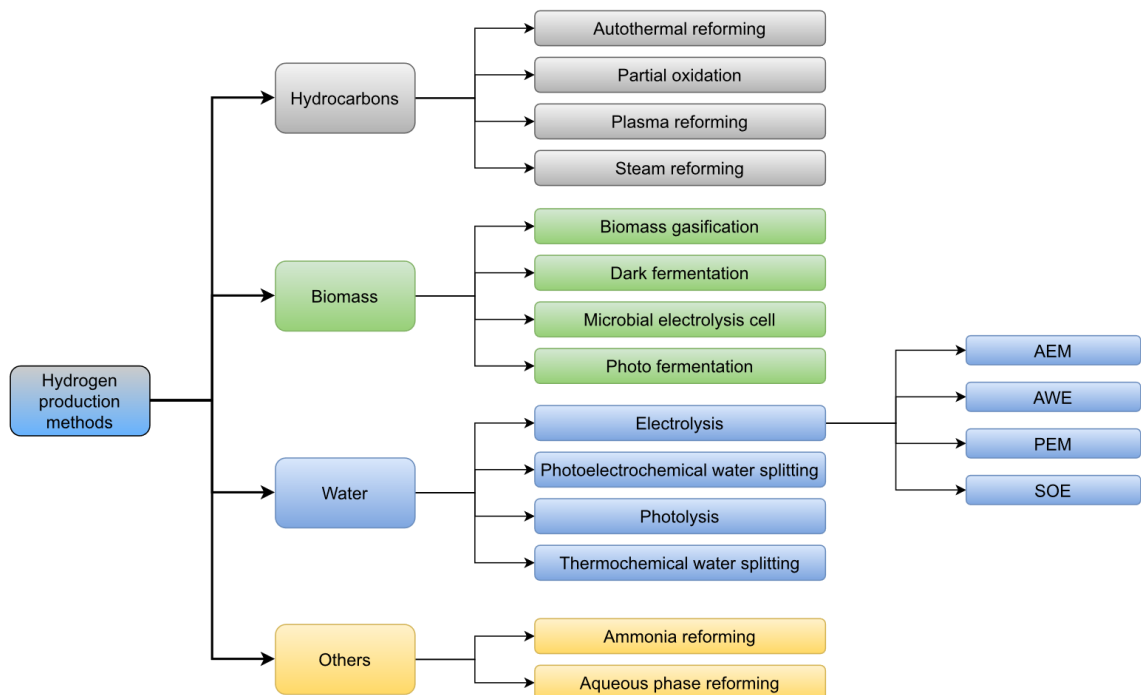 Hydrogen
production
methods
Hydrocarbons
Autothermal reforming
Partial oxidation
Plasma reforming
Steam reforming
Biomass
Biomass gasification
Dark fermentation
Microbial electrolysis cell
Photo fermentation
Water
Electrolysis
Photoelectrochemical water splitting
Photolysis
Thermochemical water splitting
AEM
AWE
PEM
SOE
Others
Ammonia reforming
Aqueous phase reforming